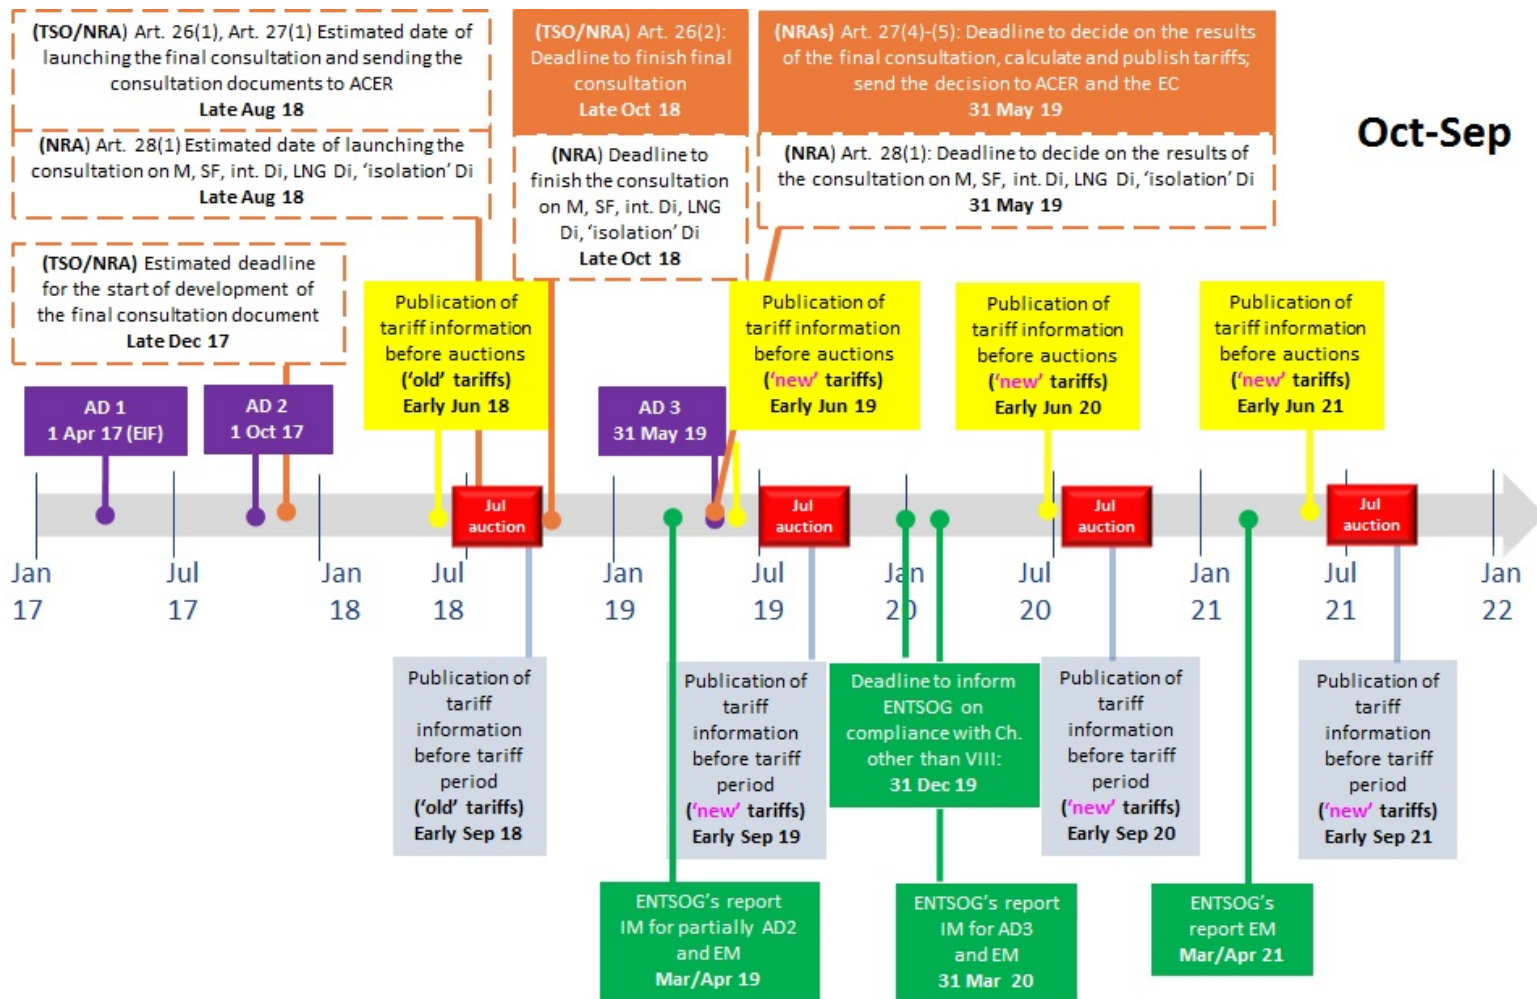 (TSO/NRA) Art. 26(1), Art. 27(1) Estimated date of
launching the final consultation and sending the
consultation documents to ACER
Late Aug 18
(NRA) Art. 28(1) Estimated date of launching the
consultation on M, SF, int. Di, LNG Di, 'isolation' Di
Late Aug 18
(TSO/NRA) Art. 26(2):
Deadline to finish final
consultation
Late Oct 18
(NRA) Deadline to
finish the consultation
on M, SF, int. Di, LNG
Di, 'isolation' Di
Late Oct 18
(NRAs) Art. 27(4)-(5): Deadline to decide on the results
of the final consultation, calculate and publish tariffs;
send the decision to ACER and the EC
31 May 19
(NRA) Art. 28(1): Deadline to decide on the results of
the consultation on M, SF, int. Di, LNG Di, 'isolation' Di
31 May 19
Oct-Sep
(TSO/NRA) Estimated deadline
for the start of development of
the final consultation document
Late Dec 17
Publication of
tariff information
before auctions
('old' tariffs)
Early Jun 18
Publication of
tariff information
before auctions
('new' tariffs)
Early Jun 19
Publication of
tariff information
before auctions
('new' tariffs)
Early Jun 20
Publication of
tariff information
before auctions
('new' tariffs)
Early Jun 21
AD 1
1 Apr 17 (EIF)
AD 2
1 Oct 17
AD 3
31 May 19
Jul
auction
Jul
auction
Jul
auction
Jul
auction
Jan
17
Jul
17
Jan
18
Jul
18
Jan
19
Jul
19
Jan
20
Jul
20
Jan
21
Jul
21
Jan
22
Publication of
tariff
information
before tariff
period
('old' tariffs)
Early Sep 18
Publication of
tariff
information
before tariff
period
('new' tariffs)
Early Sep 19
Deadline to inform
ENTSOG on
compliance with Ch.
other than VIII:
31 Dec 19
Publication of
tariff
information
before tariff
period
('new' tariffs)
Early Sep 20
Publication of
tariff
information
before tariff
period
('new' tariffs)
Early Sep 21
ENTSOG's report
IM for partially AD2
and EM
Mar/Apr 19
ENTSOG's report
IM for AD3
and EM
31 Mar 20
ENTSOG's
report EM
Mar/Apr 21